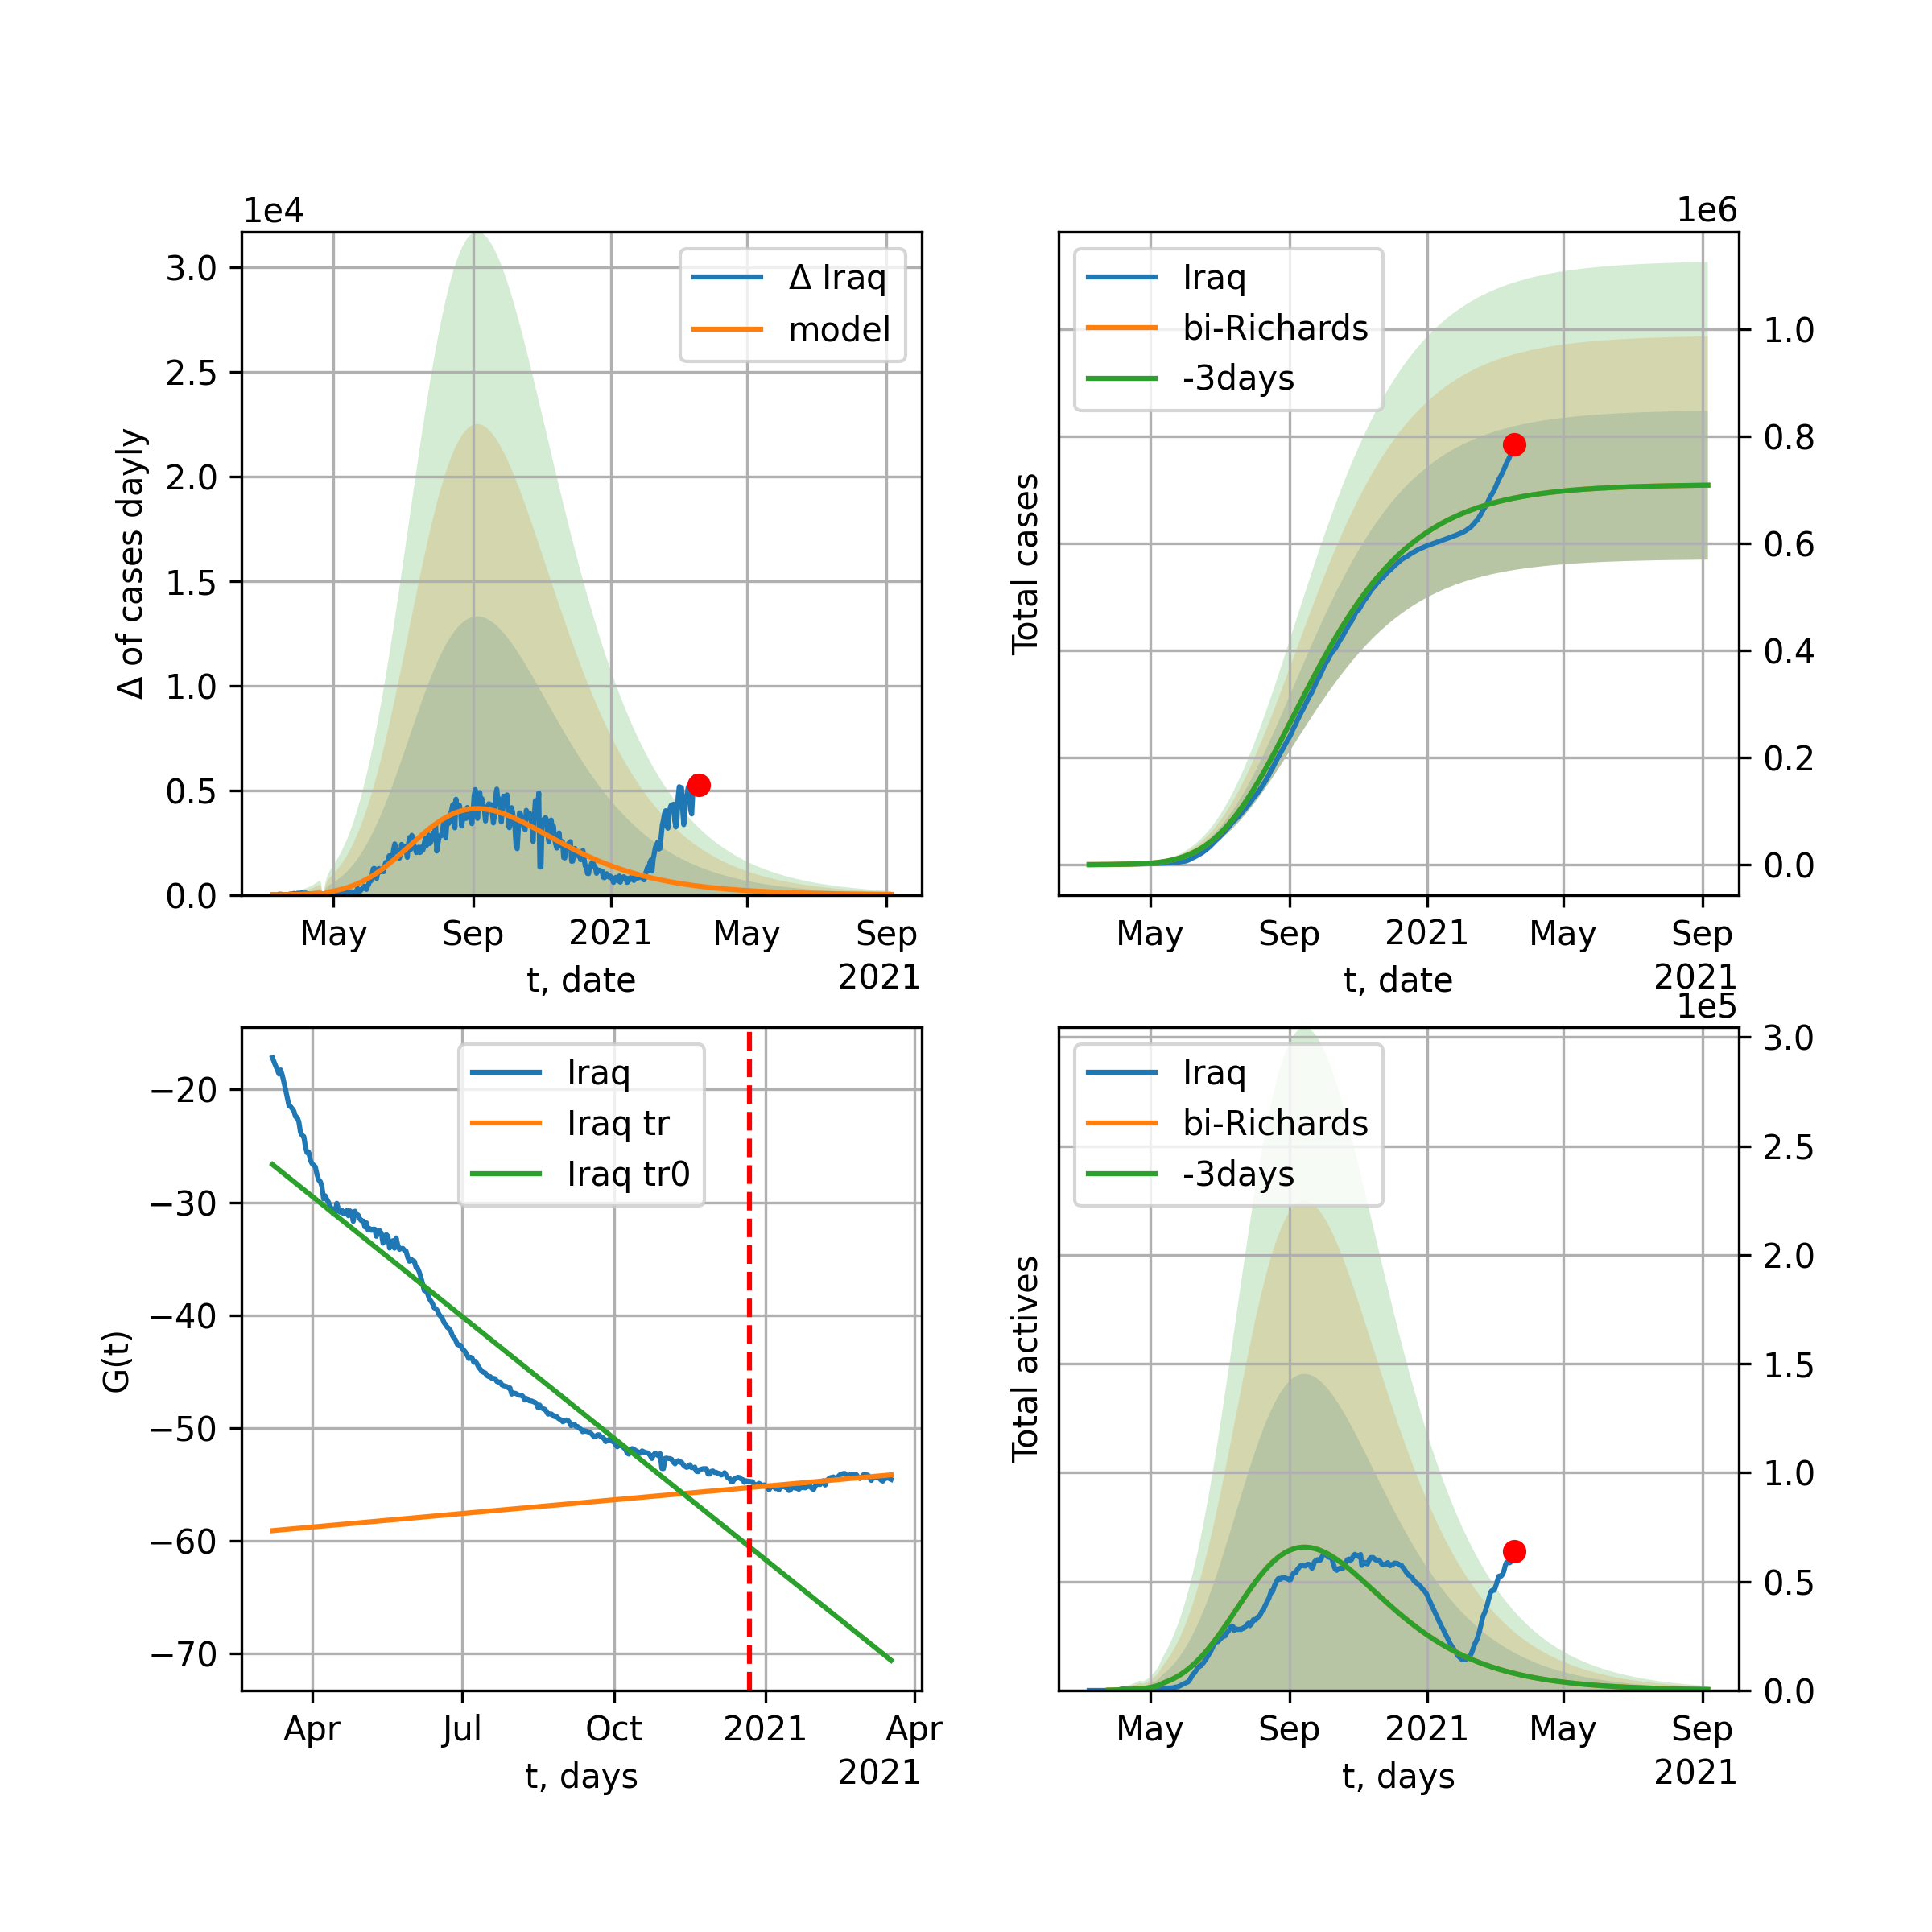 1e4
3.0
2.5
2.0
1.5
1.0
0.5
0.0
Δ of cases dayly
Δ Iraq
model
May Sep 2021 May Sep
2021
t, date
1e6
1.0
0.8
0.6
0.4
0.2
0.0
Total cases
Iraq
bi-Richards
-3days
May Sep 2021 May Sep
2021
t, date
−20
−30
−40
−50
−60
−70
G(t)
Iraq
Iraq tr
Iraq tr0
Apr Jul Oct 2021 Apr
2021
t, days
1e5
3.0
2.5
2.0
1.5
1.0
0.5
0.0
Total actives
Iraq
bi-Richards
-3days
May Sep 2021 May Sep
2021
t, days